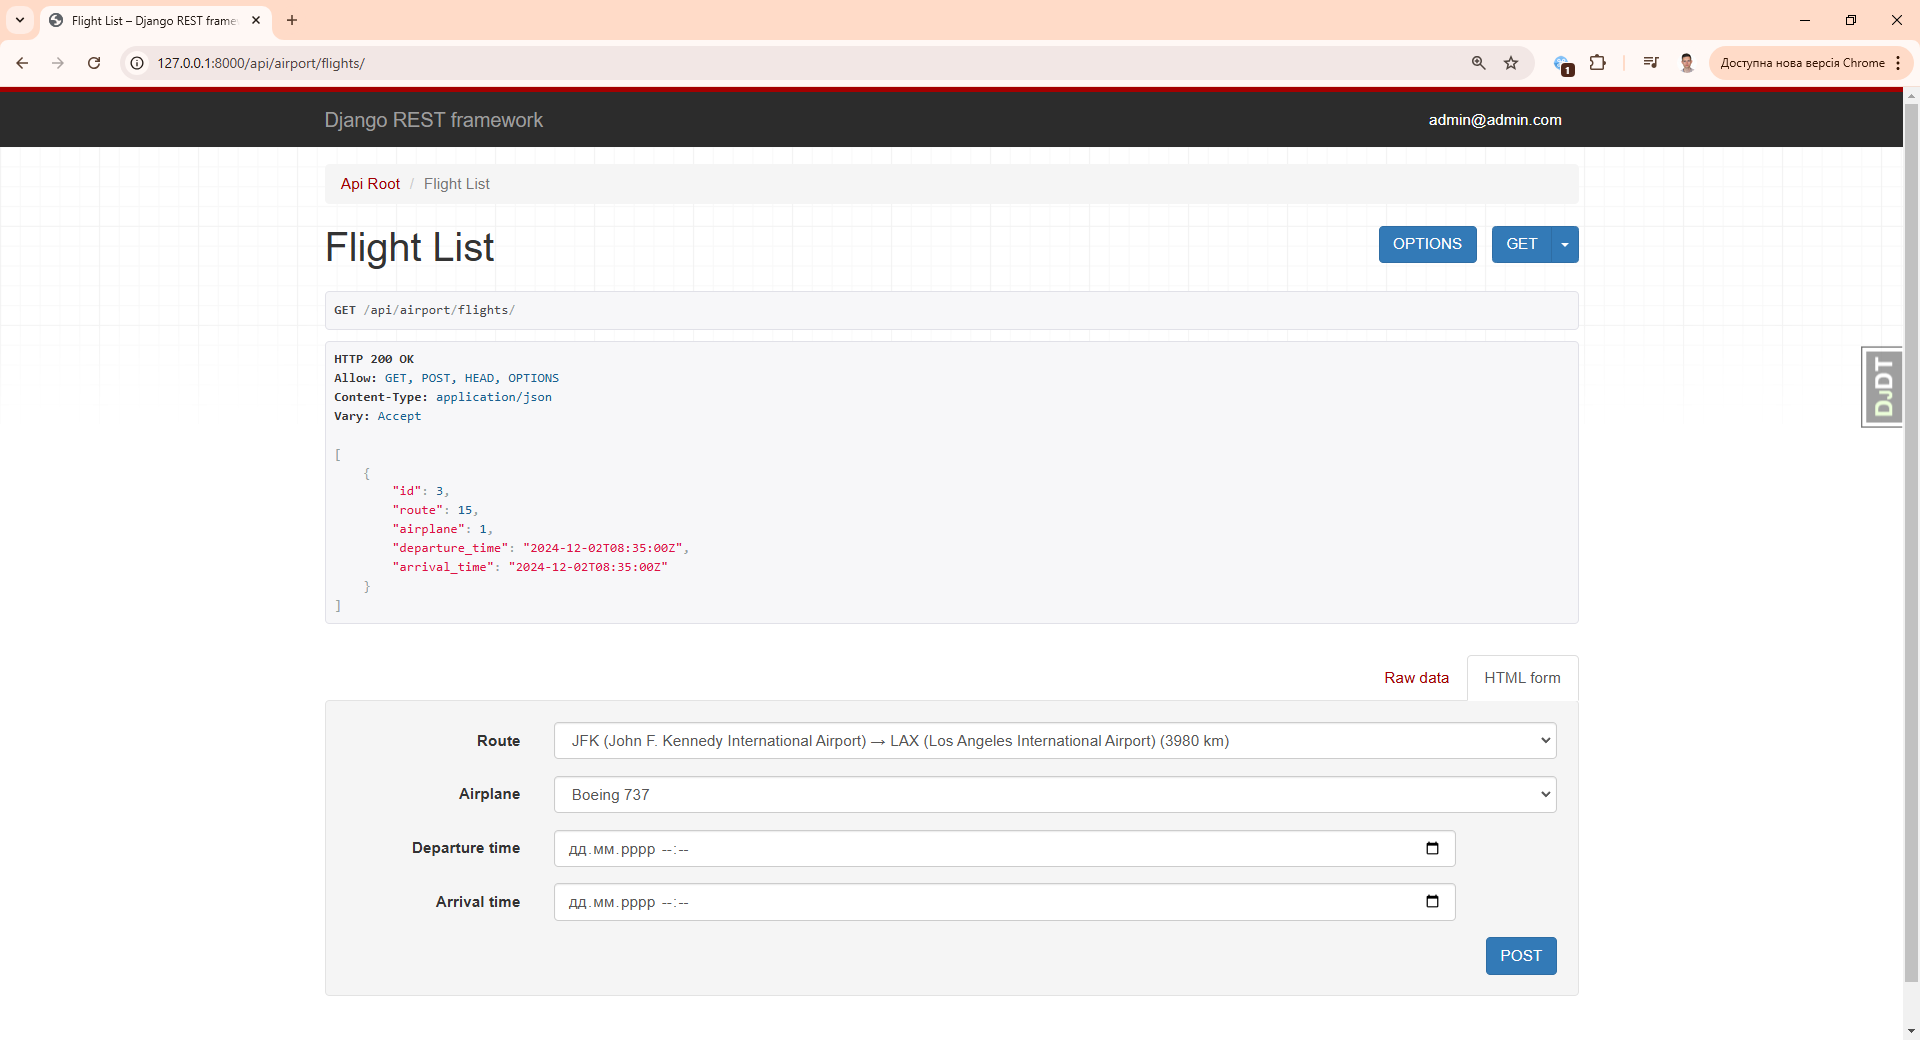 Flight List – Django REST frame
127.0.0.1:8000/api/airport/flights/
1
Доступна нова версія Chrome
Django REST framework
admin@admin.com
Api Root / Flight List
Flight List
OPTIONS
GET
GET /api/airport/flights/
HTTP 200 OK
Allow: GET, POST, HEAD, OPTIONS
Content-Type: application/json
Vary: Accept
[
{
"id": 3,
"route": 15,
"airplane": 1,
"departure_time": "2024-12-02T08:35:00Z",
"arrival_time": "2024-12-02T08:35:00Z"
}
]
DJDT
Raw data
HTML form
Route
JFK (John F. Kennedy International Airport) → LAX (Los Angeles International Airport) (3980 km)
Airplane
Boeing 737
Departure time
дд.мм.рррр --:--
Arrival time
дд.мм.рррр --:--
POST